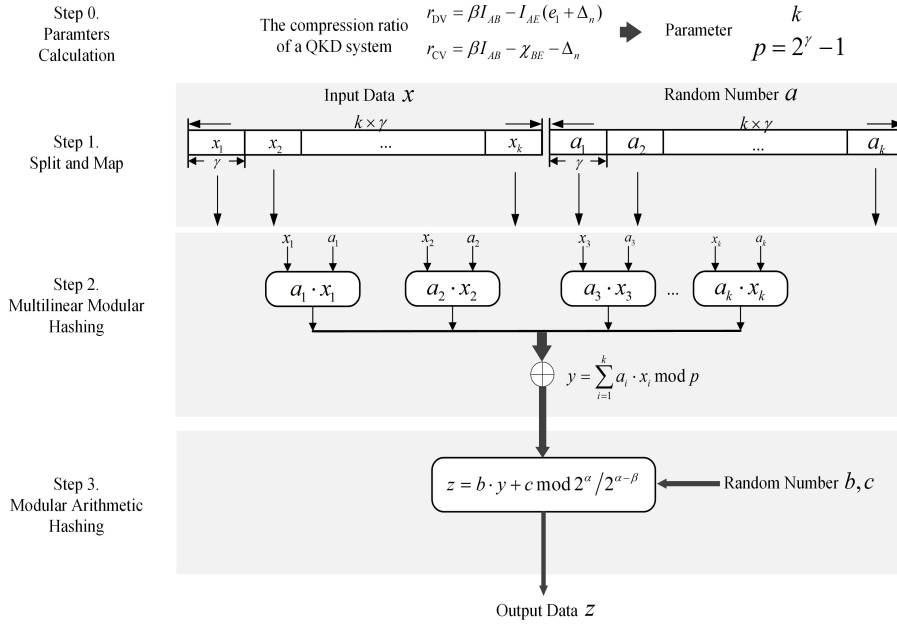 Step 0.
Paramters
Calculation
The compression ratio
of a QKD system
r_DV = βI_AB − I_AE(e_1 + Δ_n)
r_CV = βI_AB − χ_BE − Δ_n
Parameter
k
p = 2^γ − 1
Step 1.
Split and Map
Input Data x
Random Number a
k × γ
k × γ
x_1 x_2 ... x_k
a_1 a_2 ... a_k
γ
γ
Step 2.
Multilinear Modular
Hashing
x_1 a_1 x_2 a_2 x_3 a_3 x_k a_k
a_1 · x_1 a_2 · x_2 a_3 · x_3 ... a_k · x_k
y = ∑_{i=1}^{k} a_i · x_i mod p
Step 3.
Modular Arithmetic
Hashing
z = b · y + c mod 2^α / 2^{α−β}
Random Number b, c
Output Data z